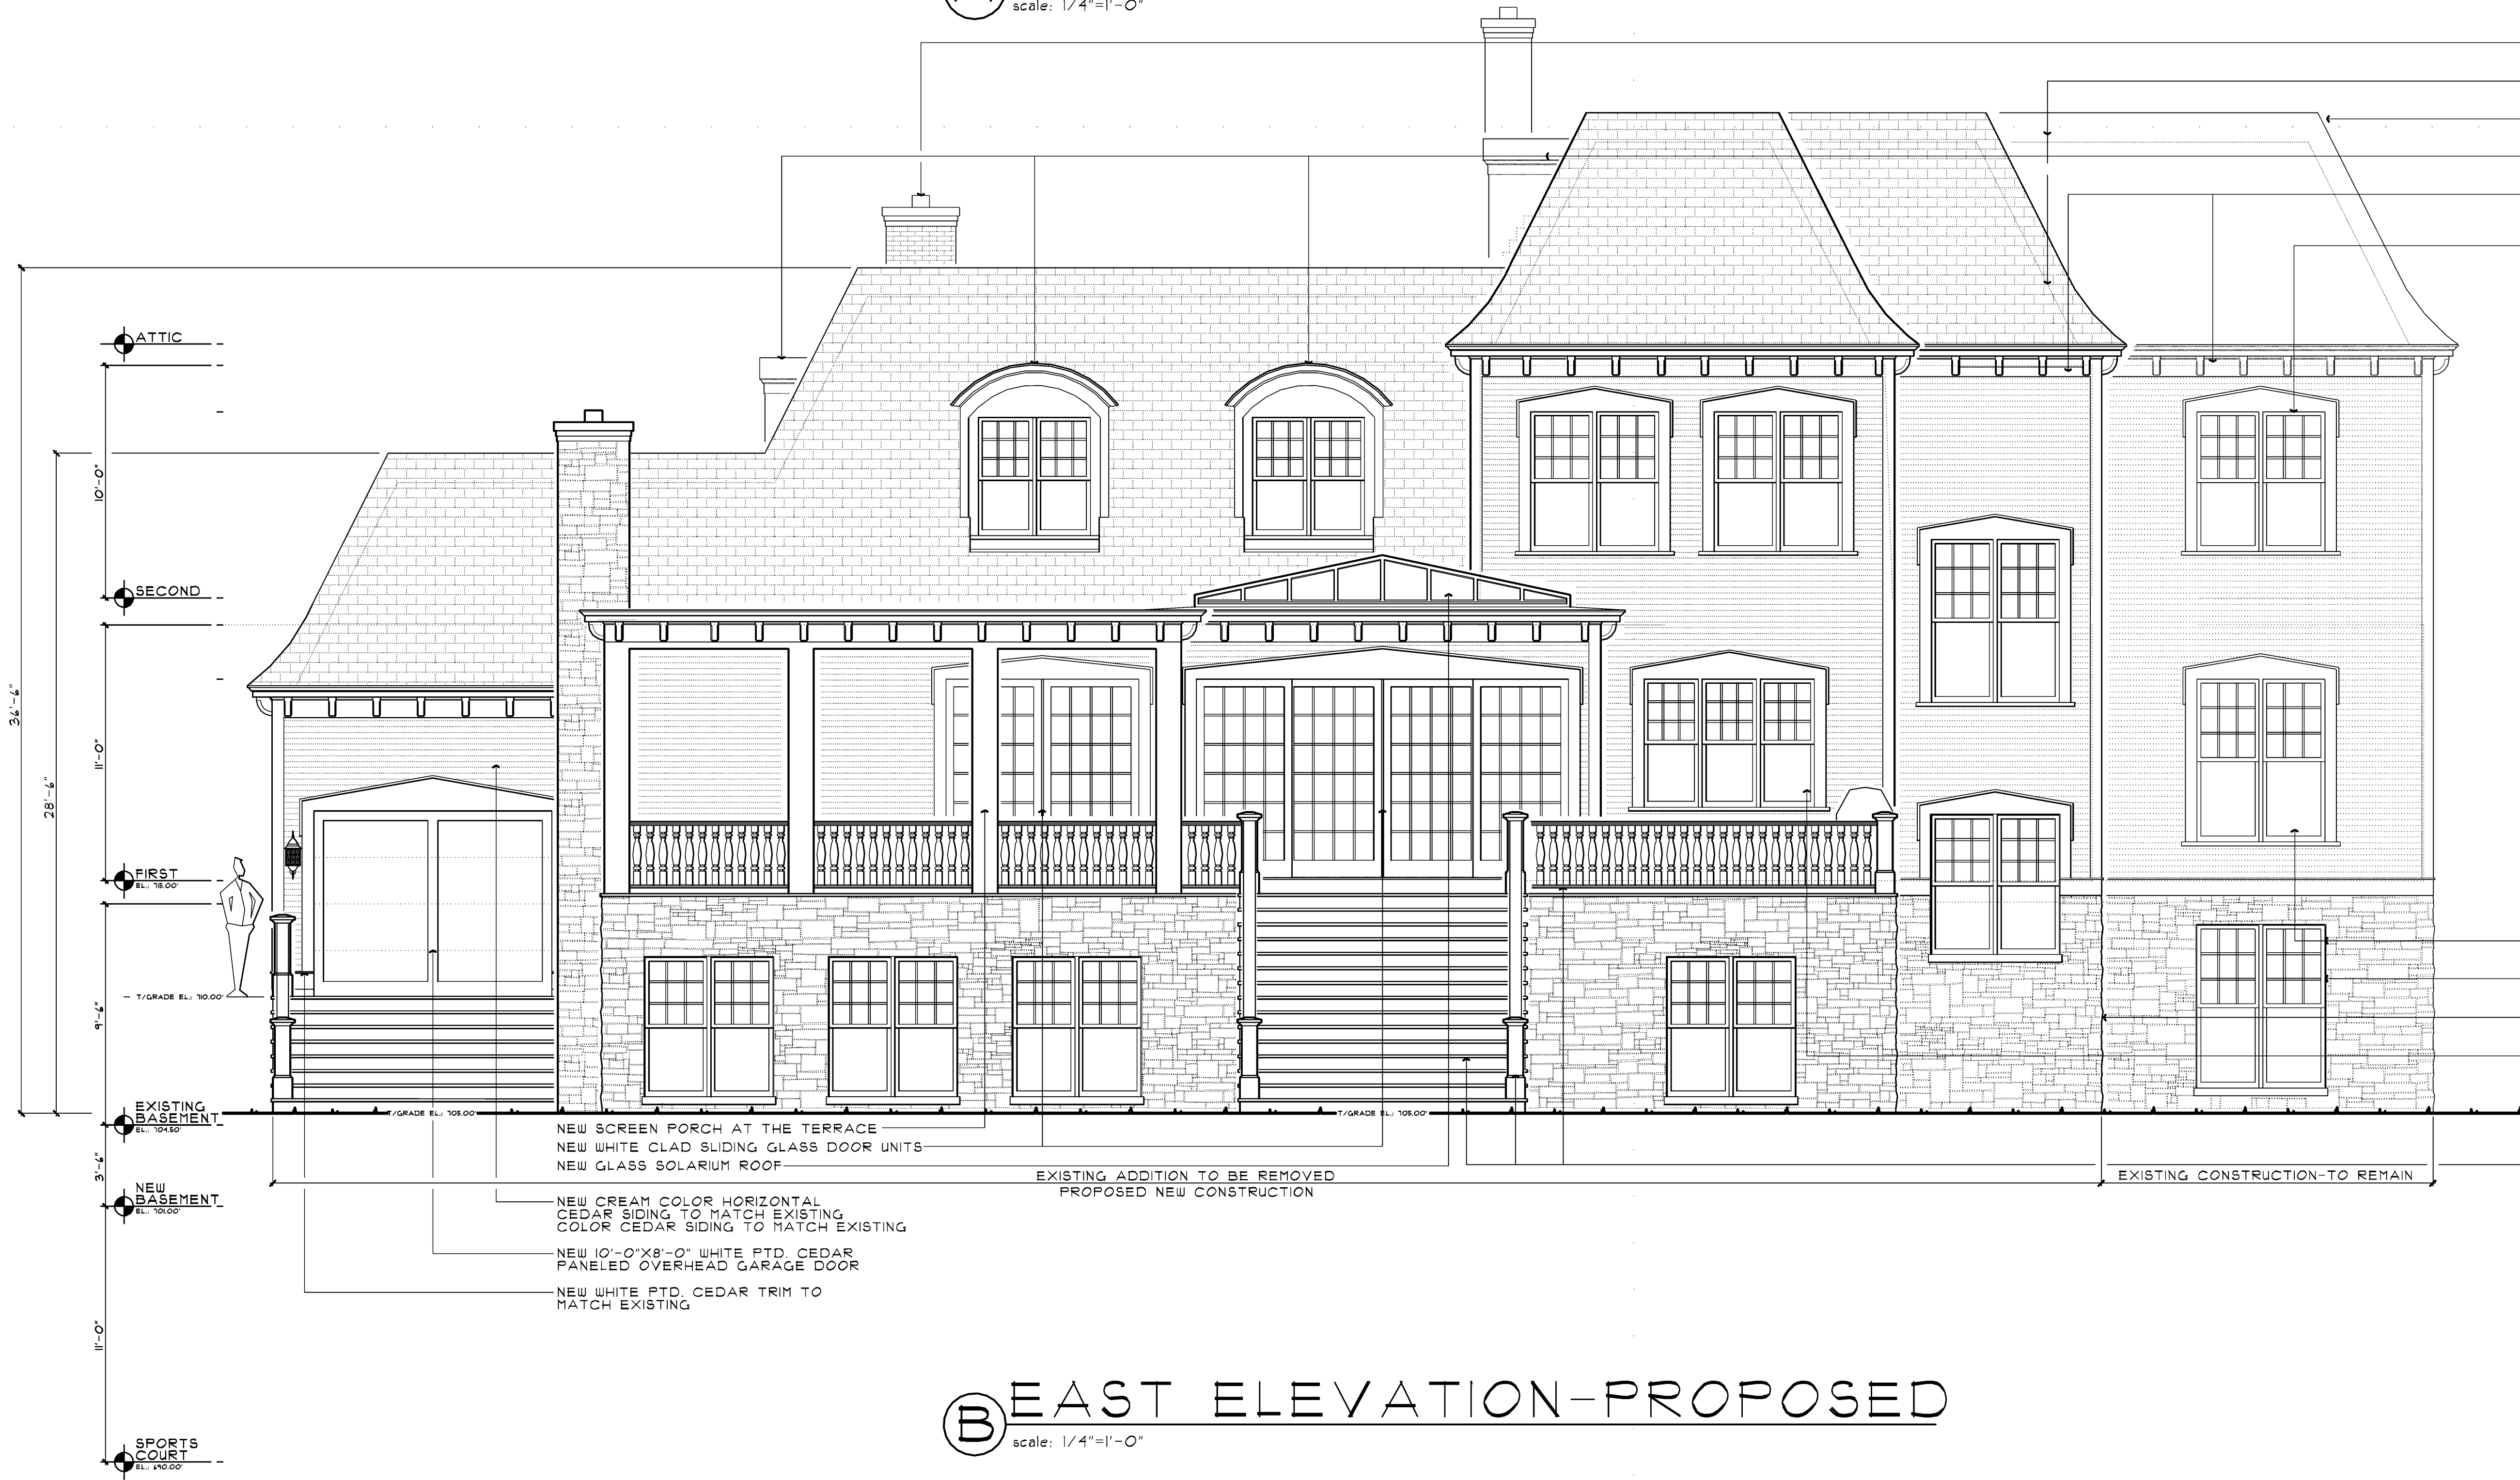 scale: 1/4"=1'-0"
ATTIC
10'-0"
SECOND
36'-6"
28'-6"
11'-0"
FIRST
EL.: 715.00'
T/GRADE EL.: 710.00'
9'-6"
EXISTING
BASEMENT
EL.: 704.50'
T/GRADE EL.: 705.00'
T/GRADE EL.: 705.00'
3'-6"
NEW
BASEMENT
EL.: 701.00'
NEW SCREEN PORCH AT THE TERRACE
NEW WHITE CLAD SLIDING GLASS DOOR UNITS
NEW GLASS SOLARIUM ROOF
EXISTING ADDITION TO BE REMOVED
PROPOSED NEW CONSTRUCTION
EXISTING CONSTRUCTION-TO REMAIN
NEW CREAM COLOR HORIZONTAL
CEDAR SIDING TO MATCH EXISTING
COLOR CEDAR SIDING TO MATCH EXISTING
NEW 10'-0"X8'-0" WHITE PTD. CEDAR
PANELED OVERHEAD GARAGE DOOR
NEW WHITE PTD. CEDAR TRIM TO
MATCH EXISTING
11'-0"
SPORTS
COURT
EL.: 690.00'
B
EAST ELEVATION-PROPOSED
scale: 1/4"=1'-0"